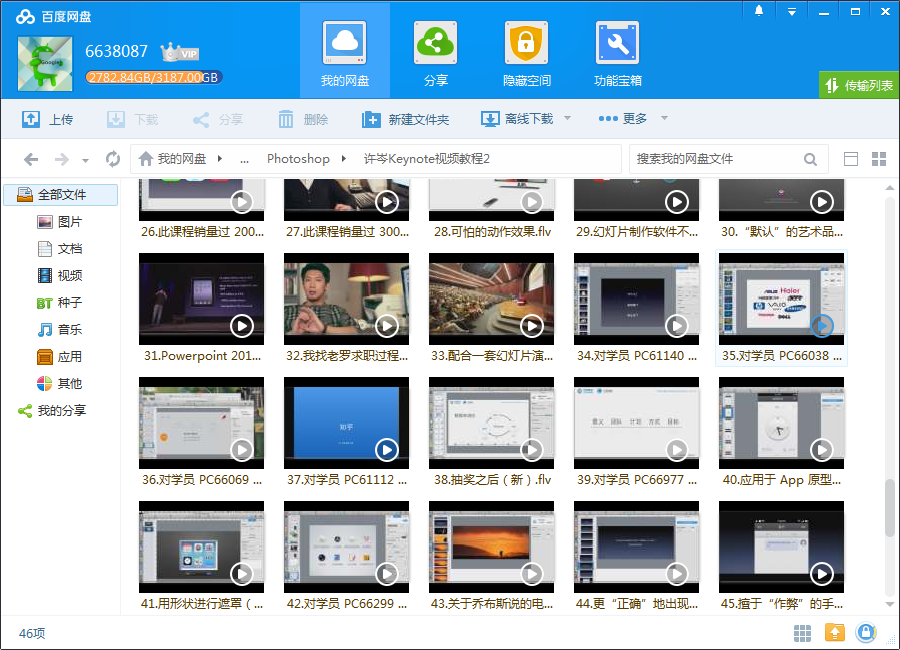 百度网盘
6638087 VIP
2782.84GB/3187.00GB
我的网盘 分享 隐藏空间 功能宝箱
传输列表
上传 下载 分享 删除 新建文件夹 离线下载 更多
我的网盘 ... Photoshop 许岑Keynote视频教程2 搜索我的网盘文件
全部文件
图片
文档
视频
BT 种子
音乐
应用
其他
我的分享
26.此课程销量过 200... 27.此课程销量过 300... 28.可怕的动作效果.flv 29.幻灯片制作软件不... 30.“默认”的艺术品...
31.Powerpoint 201... 32.我找老罗求职过程... 33.配合一套幻灯片演... 34.对学员 PC61140 ... 35.对学员 PC66038 ...
36.对学员 PC66069 ... 37.对学员 PC61112 ... 38.抽奖之后（新）.flv 39.对学员 PC66977 ... 40.应用于 App 原型...
41.用形状进行遮罩（... 42.对学员 PC66299 ... 43.关于乔布斯说的电... 44.更“正确”地出现... 45.擅于“作弊”的手...
46项